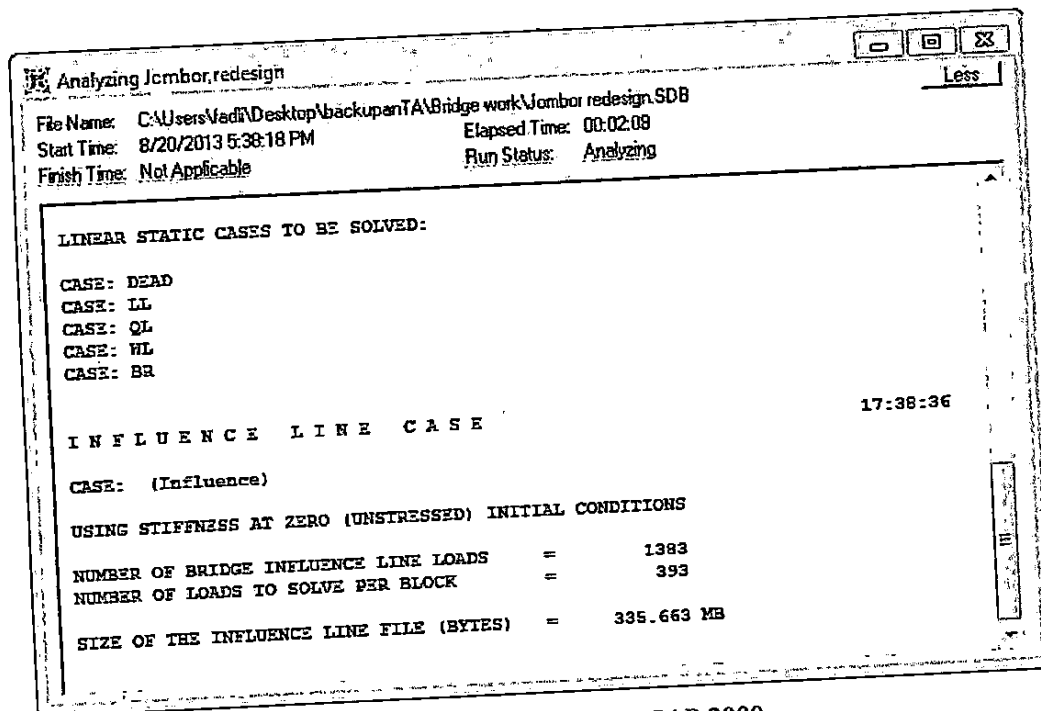 Analyzing Jombor,redesign
Less
File Name: C:\Users\fadli\Desktop\backupanTA\Bridge work\Jombor redesign.SDB
Start Time: 8/20/2013 5:38:18 PM Elapsed Time: 00:02:08
Finish Time: Not Applicable Run Status: Analyzing
LINEAR STATIC CASES TO BE SOLVED:
CASE: DEAD
CASE: LL
CASE: QL
CASE: WL
CASE: BR
INFLUENCE LINE CASE 17:38:36
CASE: (Influence)
USING STIFFNESS AT ZERO (UNSTRESSED) INITIAL CONDITIONS
NUMBER OF BRIDGE INFLUENCE LINE LOADS = 1383
NUMBER OF LOADS TO SOLVE PER BLOCK = 393
SIZE OF THE INFLUENCE LINE FILE (BYTES) = 335.663 MB